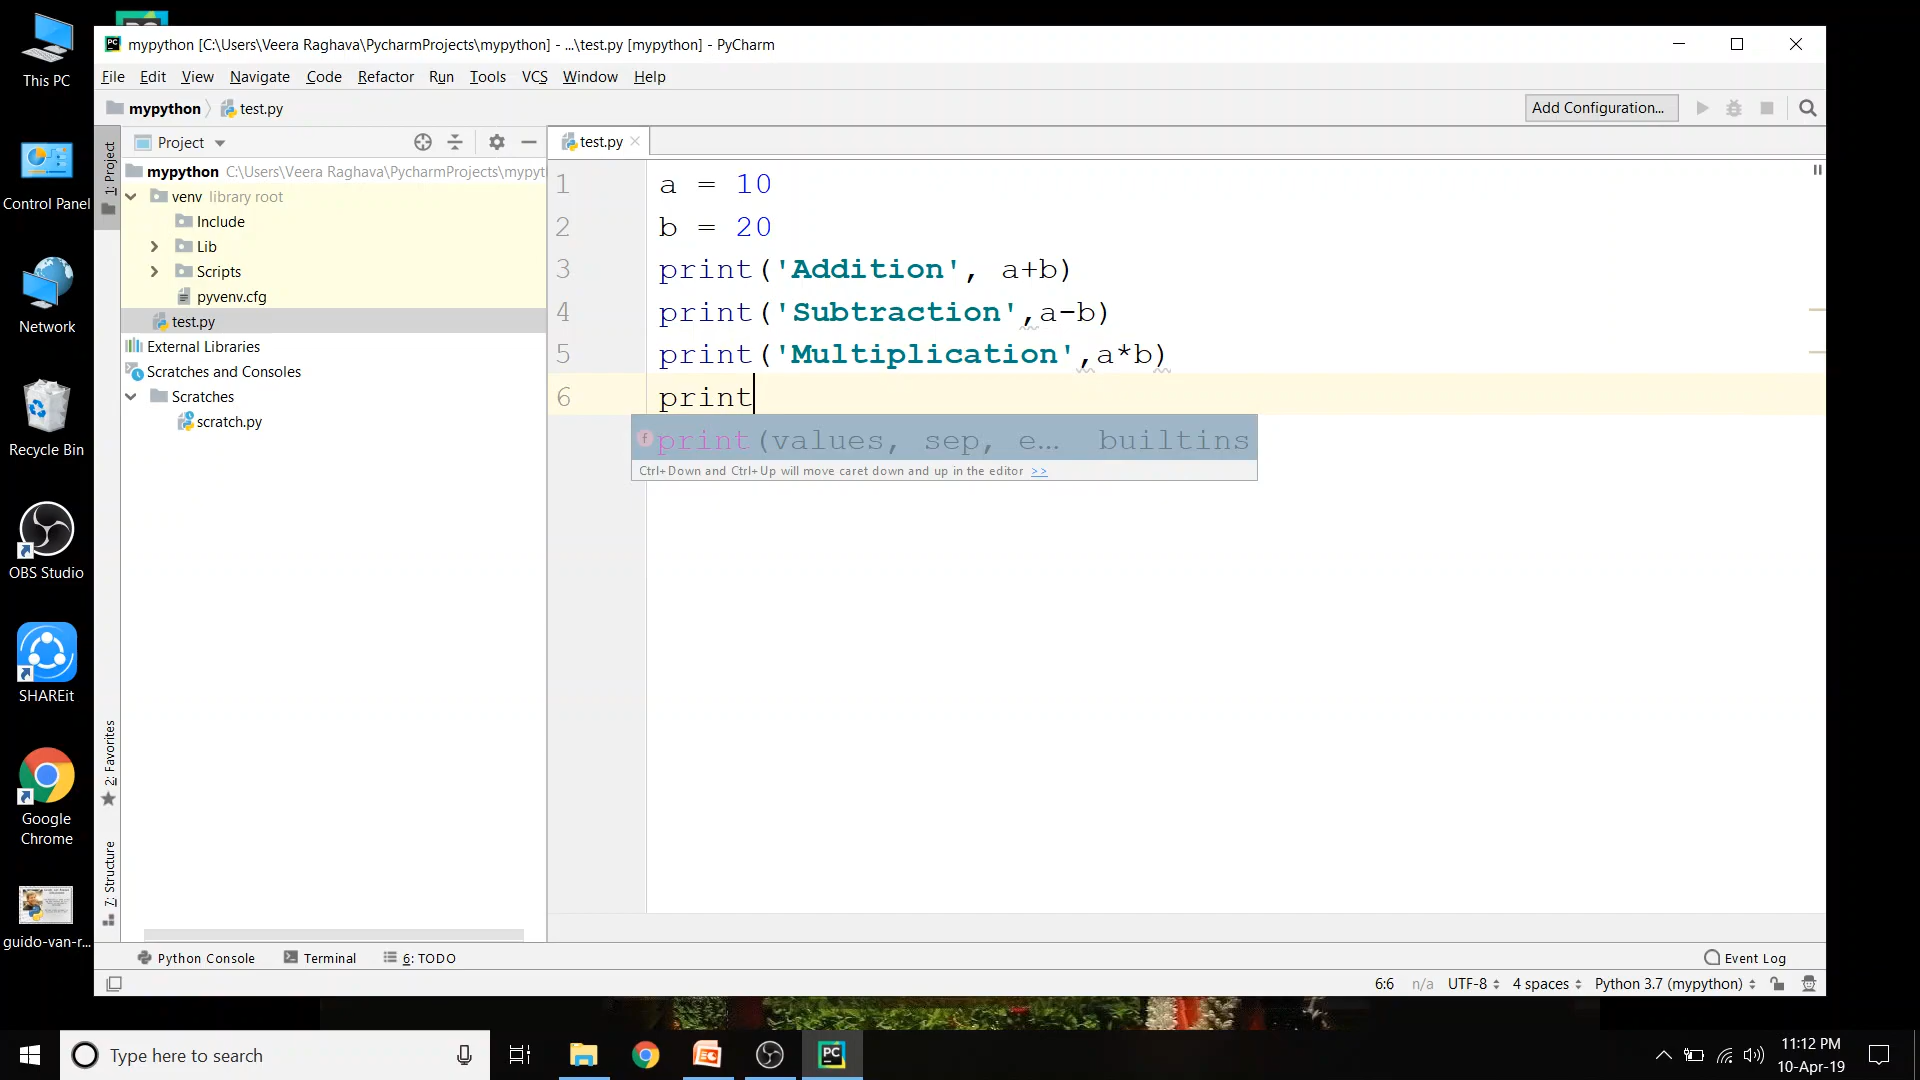 This PC
Control Panel
Network
Recycle Bin
OBS Studio
SHAREit
Google
Chrome
guido-van-r...
mypython [C:\Users\Veera Raghava\PycharmProjects\mypython] - ...\test.py [mypython] - PyCharm
File Edit View Navigate Code Refactor Run Tools VCS Window Help
mypython test.py
Add Configuration...
1: Project
2: Favorites
7: Structure
Project
mypython C:\Users\Veera Raghava\PycharmProjects\mypyt
venv library root
Include
Lib
Scripts
pyvenv.cfg
test.py
External Libraries
Scratches and Consoles
Scratches
scratch.py
test.py
1 a = 10
2 b = 20
3 print('Addition', a+b)
4 print('Subtraction',a-b)
5 print('Multiplication',a*b)
6 print
f print(values, sep, e... builtins
Ctrl+Down and Ctrl+Up will move caret down and up in the editor >>
Python Console Terminal 6: TODO
Event Log
6:6 n/a UTF-8 4 spaces Python 3.7 (mypython)
Type here to search
11:12 PM
10-Apr-19